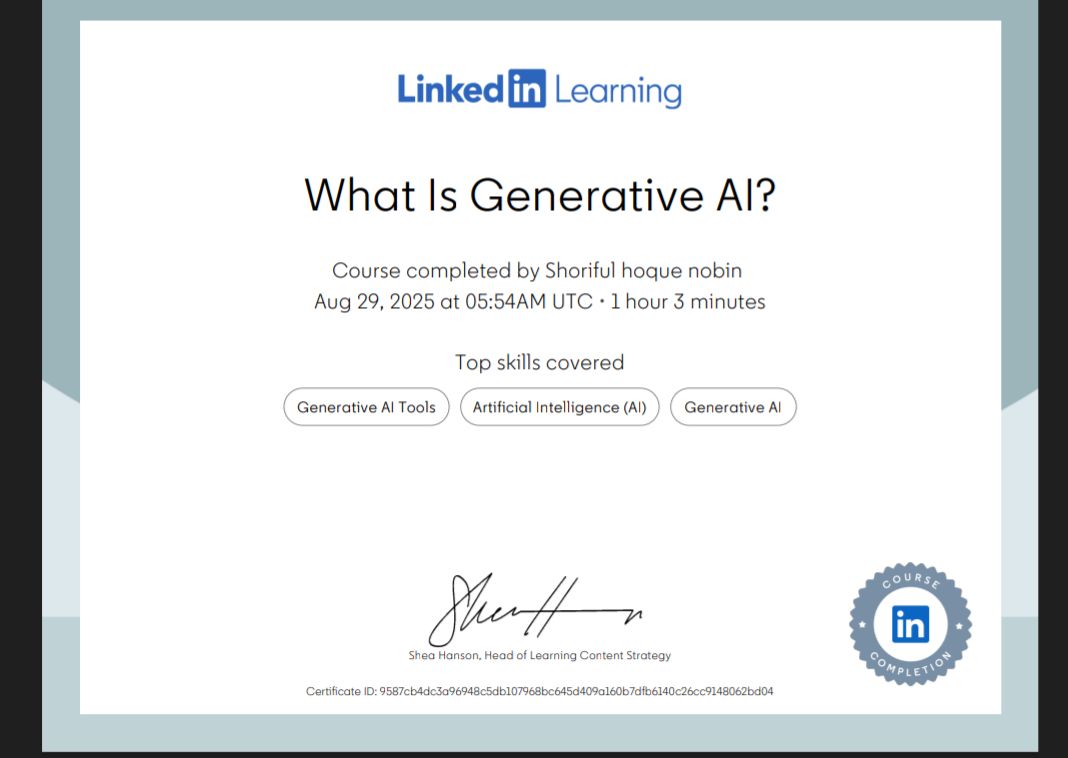 Linked in Learning
What Is Generative AI?
Course completed by Shoriful hoque nobin
Aug 29, 2025 at 05:54AM UTC • 1 hour 3 minutes
Top skills covered
Generative AI Tools
Artificial Intelligence (AI)
Generative AI
Shea Hanson, Head of Learning Content Strategy
Certificate ID: 9587cb4dc3a96948c5db107968bc645d409a160b7dfb6140c26cc9148062bd04
COURSE
in
COMPLETION